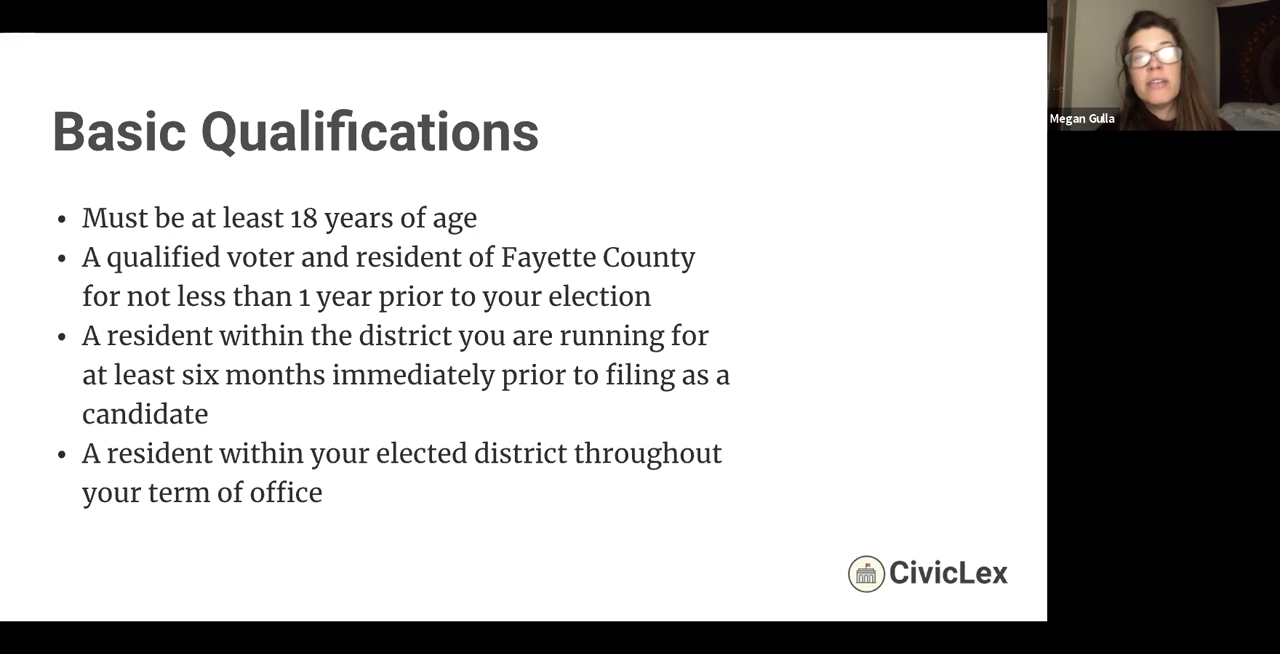 Basic Qualifications
• Must be at least 18 years of age
• A qualified voter and resident of Fayette County
for not less than 1 year prior to your election
• A resident within the district you are running for
at least six months immediately prior to filing as a
candidate
• A resident within your elected district throughout
your term of office
CivicLex
Megan Gulla